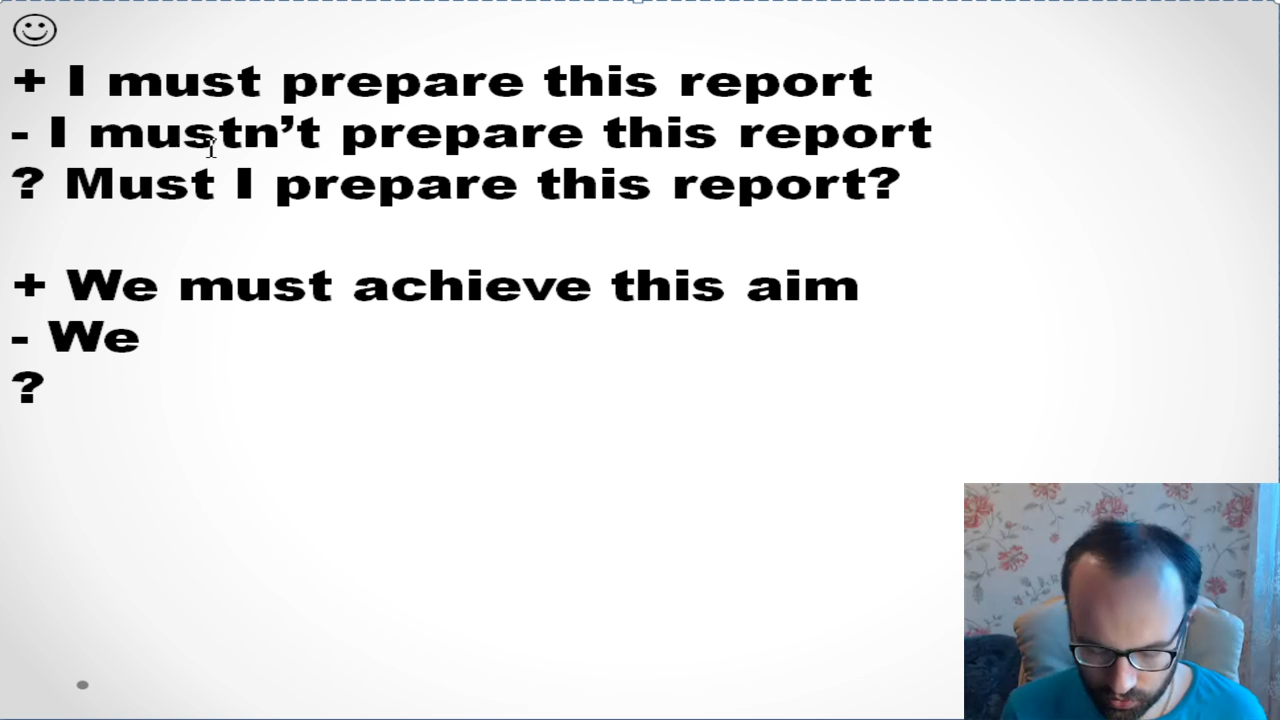 + I must prepare this report
- I mustn’t prepare this report
? Must I prepare this report?
+ We must achieve this aim
- We
?